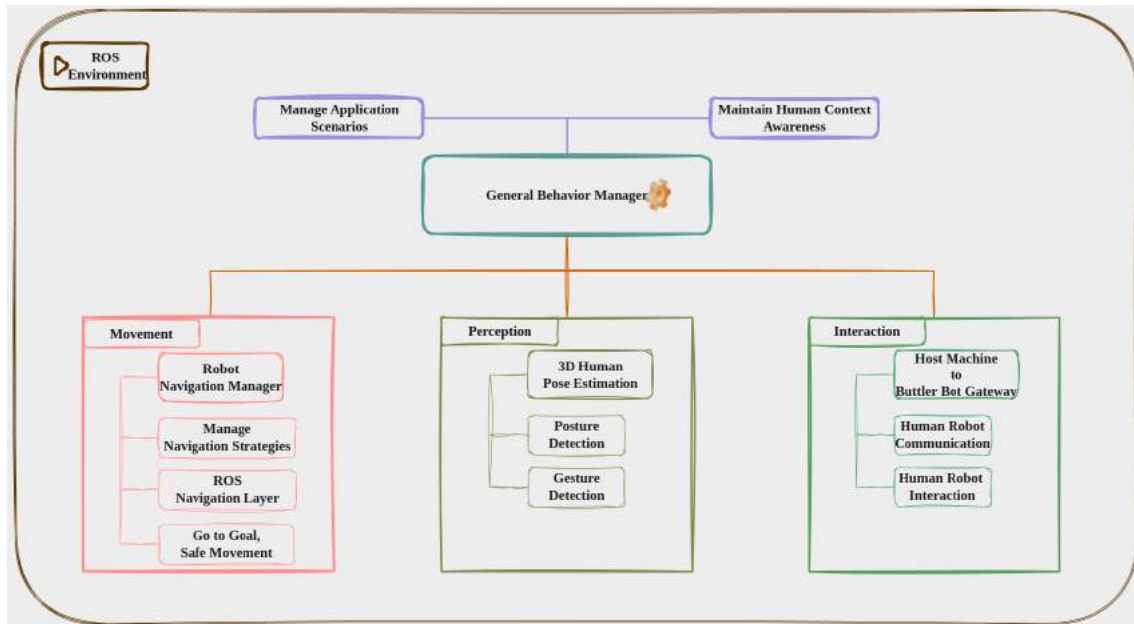 ROS
Environment
Manage Application
Scenarios
Maintain Human Context
Awareness
General Behavior Manager
Movement
Robot
Navigation Manager
Manage
Navigation Strategies
ROS
Navigation Layer
Go to Goal,
Safe Movement
Perception
3D Human
Pose Estimation
Posture
Detection
Gesture
Detection
Interaction
Host Machine
to
Buttler Bot Gateway
Human Robot
Communication
Human Robot
Interaction